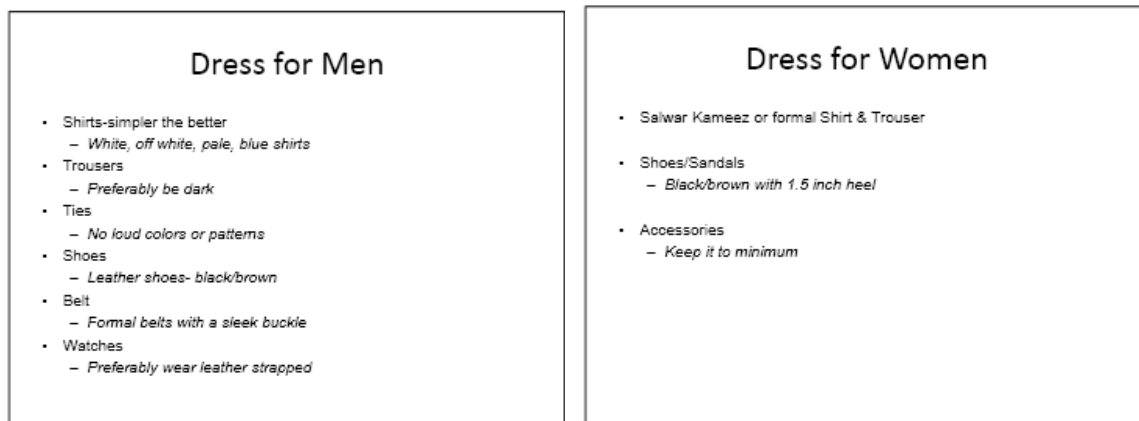 Dress for Men
• Shirts-simpler the better
– White, off white, pale, blue shirts
• Trousers
– Preferably be dark
• Ties
– No loud colors or patterns
• Shoes
– Leather shoes- black/brown
• Belt
– Formal belts with a sleek buckle
• Watches
– Preferably wear leather strapped
Dress for Women
• Salwar Kameez or formal Shirt & Trouser
• Shoes/Sandals
– Black/brown with 1.5 inch heel
• Accessories
– Keep it to minimum